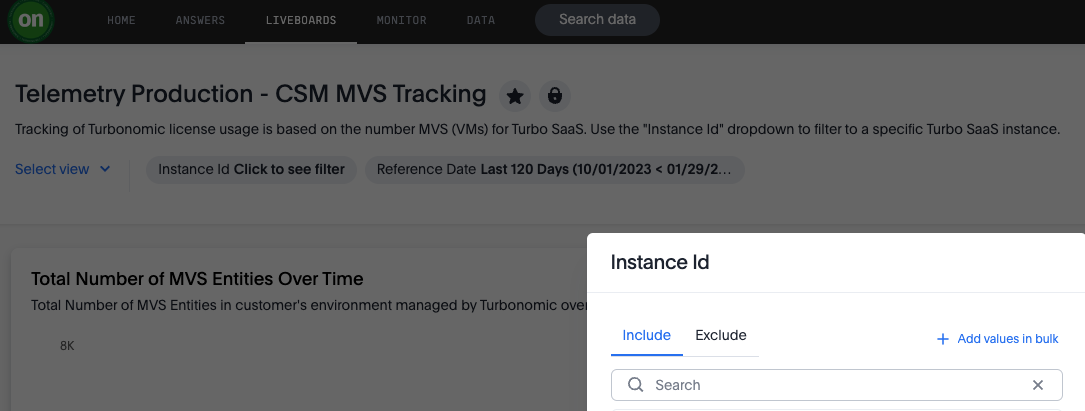 on HOME ANSWERS LIVEBOARDS MONITOR DATA Search data
Telemetry Production - CSM MVS Tracking
Tracking of Turbonomic license usage is based on the number MVS (VMs) for Turbo SaaS. Use the "Instance Id" dropdown to filter to a specific Turbo SaaS instance.
Select view Instance Id Click to see filter Reference Date Last 120 Days (10/01/2023 < 01/29/2...
Instance Id
Total Number of MVS Entities Over Time
Total Number of MVS Entities in customer's environment managed by Turbonomic over
Include Exclude + Add values in bulk
8K
Search